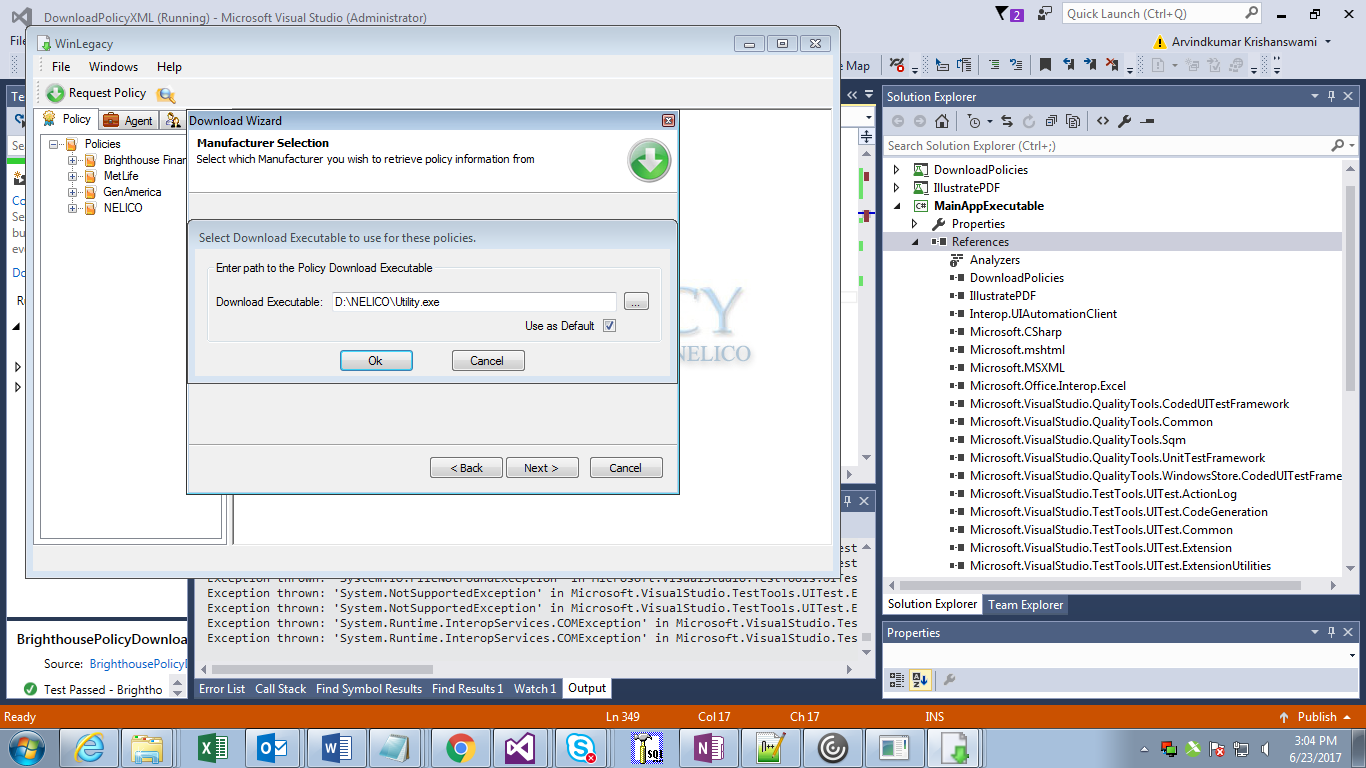 DownloadPolicyXML (Running) - Microsoft Visual Studio (Administrator)
2
Quick Launch (Ctrl+Q)
Arvindkumar Krishanswami
WinLegacy
File Windows Help
Request Policy
Map
Policy Agent
Policies
Brighthouse Finan
MetLife
GenAmerica
NELICO
Download Wizard
Manufacturer Selection
Select which Manufacturer you wish to retrieve policy information from
Select Download Executable to use for these policies.
Enter path to the Policy Download Executable
Download Executable: D:\NELICO\Utility.exe
...
Use as Default
Ok Cancel
< Back Next > Cancel
CY
NELICO
Solution Explorer
Search Solution Explorer (Ctrl+;)
DownloadPolicies
IllustratePDF
MainAppExecutable
Properties
References
Analyzers
DownloadPolicies
IllustratePDF
Interop.UIAutomationClient
Microsoft.CSharp
Microsoft.mshtml
Microsoft.MSXML
Microsoft.Office.Interop.Excel
Microsoft.VisualStudio.QualityTools.CodedUITestFramework
Microsoft.VisualStudio.QualityTools.Common
Microsoft.VisualStudio.QualityTools.Sqm
Microsoft.VisualStudio.QualityTools.UnitTestFramework
Microsoft.VisualStudio.QualityTools.WindowsStore.CodedUITestFrame
Microsoft.VisualStudio.TestTools.UITest.ActionLog
Microsoft.VisualStudio.TestTools.UITest.CodeGeneration
Microsoft.VisualStudio.TestTools.UITest.Common
Microsoft.VisualStudio.TestTools.UITest.Extension
Microsoft.VisualStudio.TestTools.UITest.ExtensionUtilities
Solution Explorer Team Explorer
Properties
Exception thrown: 'System.IO.FileNotFoundException' in Microsoft.VisualStudio.TestTools.UITes
Exception thrown: 'System.NotSupportedException' in Microsoft.VisualStudio.TestTools.UITest.E
Exception thrown: 'System.NotSupportedException' in Microsoft.VisualStudio.TestTools.UITest.E
Exception thrown: 'System.Runtime.InteropServices.COMException' in Microsoft.VisualStudio.Tes
Exception thrown: 'System.Runtime.InteropServices.COMException' in Microsoft.VisualStudio.Tes
BrighthousePolicyDownloa
Source: BrighthousePolicyD
Test Passed - Brightho
Error List Call Stack Find Symbol Results Find Results 1 Watch 1 Output
Ready Ln 349 Col 17 Ch 17 INS Publish
3:04 PM
6/23/2017